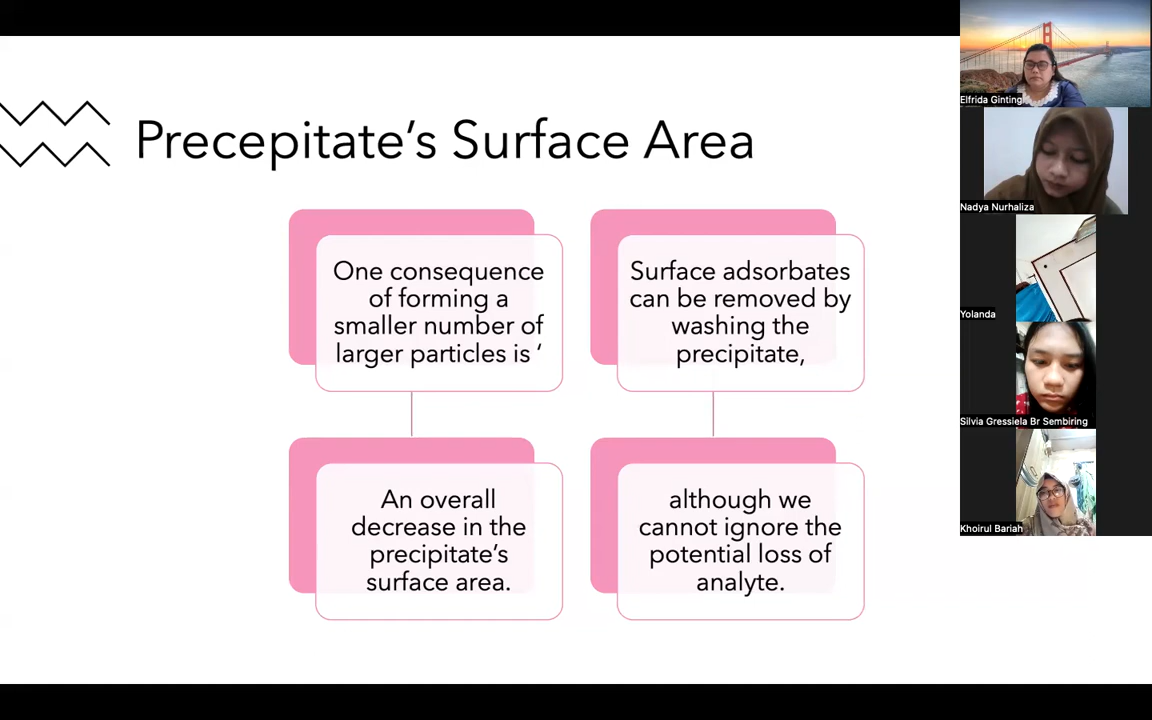 Precepitate’s Surface Area
One consequence
of forming a
smaller number of
larger particles is ‘
An overall
decrease in the
precipitate’s
surface area.
Surface adsorbates
can be removed by
washing the
precipitate,
although we
cannot ignore the
potential loss of
analyte.
Elfrida Ginting
Nadya Nurhaliza
Yolanda
Silvia Gressiela Br Sembiring
Khoirul Bariah